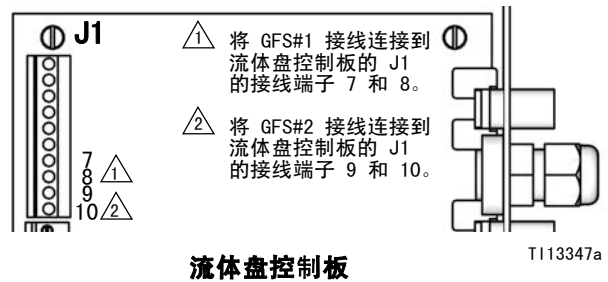 J1
1 将 GFS#1 接线连接到
流体盘控制板的 J1
的接线端子 7 和 8。
2 将 GFS#2 接线连接到
流体盘控制板的 J1
的接线端子 9 和 10。
7
8 1
9
10 2
流体盘控制板
TI13347a